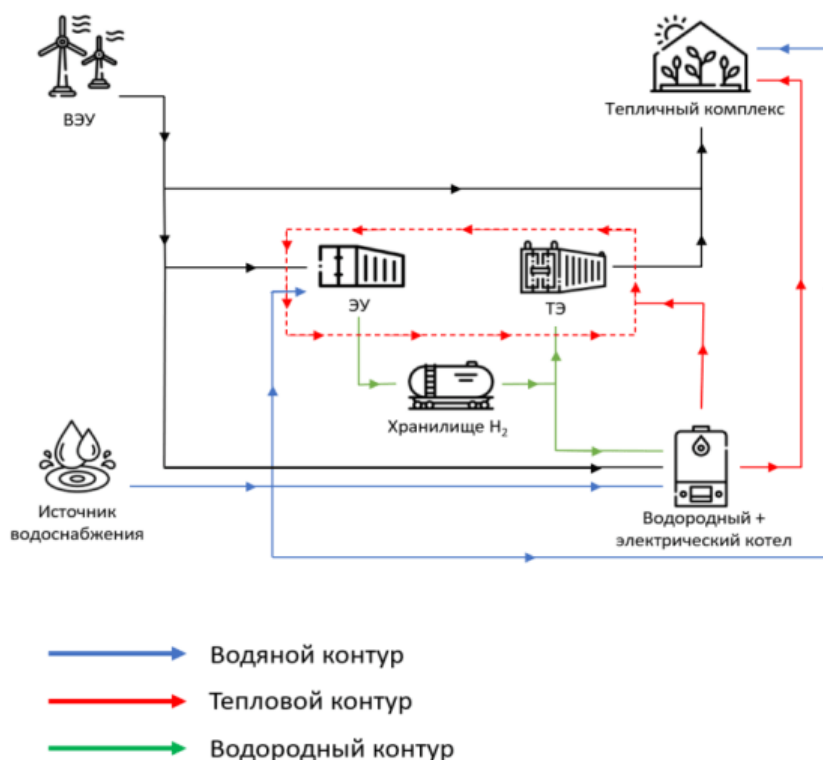 ВЭУ
Тепличный комплекс
ЭУ
ТЭ
Хранилище H₂
Источник
водоснабжения
Водородный +
электрический котел
Водяной контур
Тепловой контур
Водородный контур